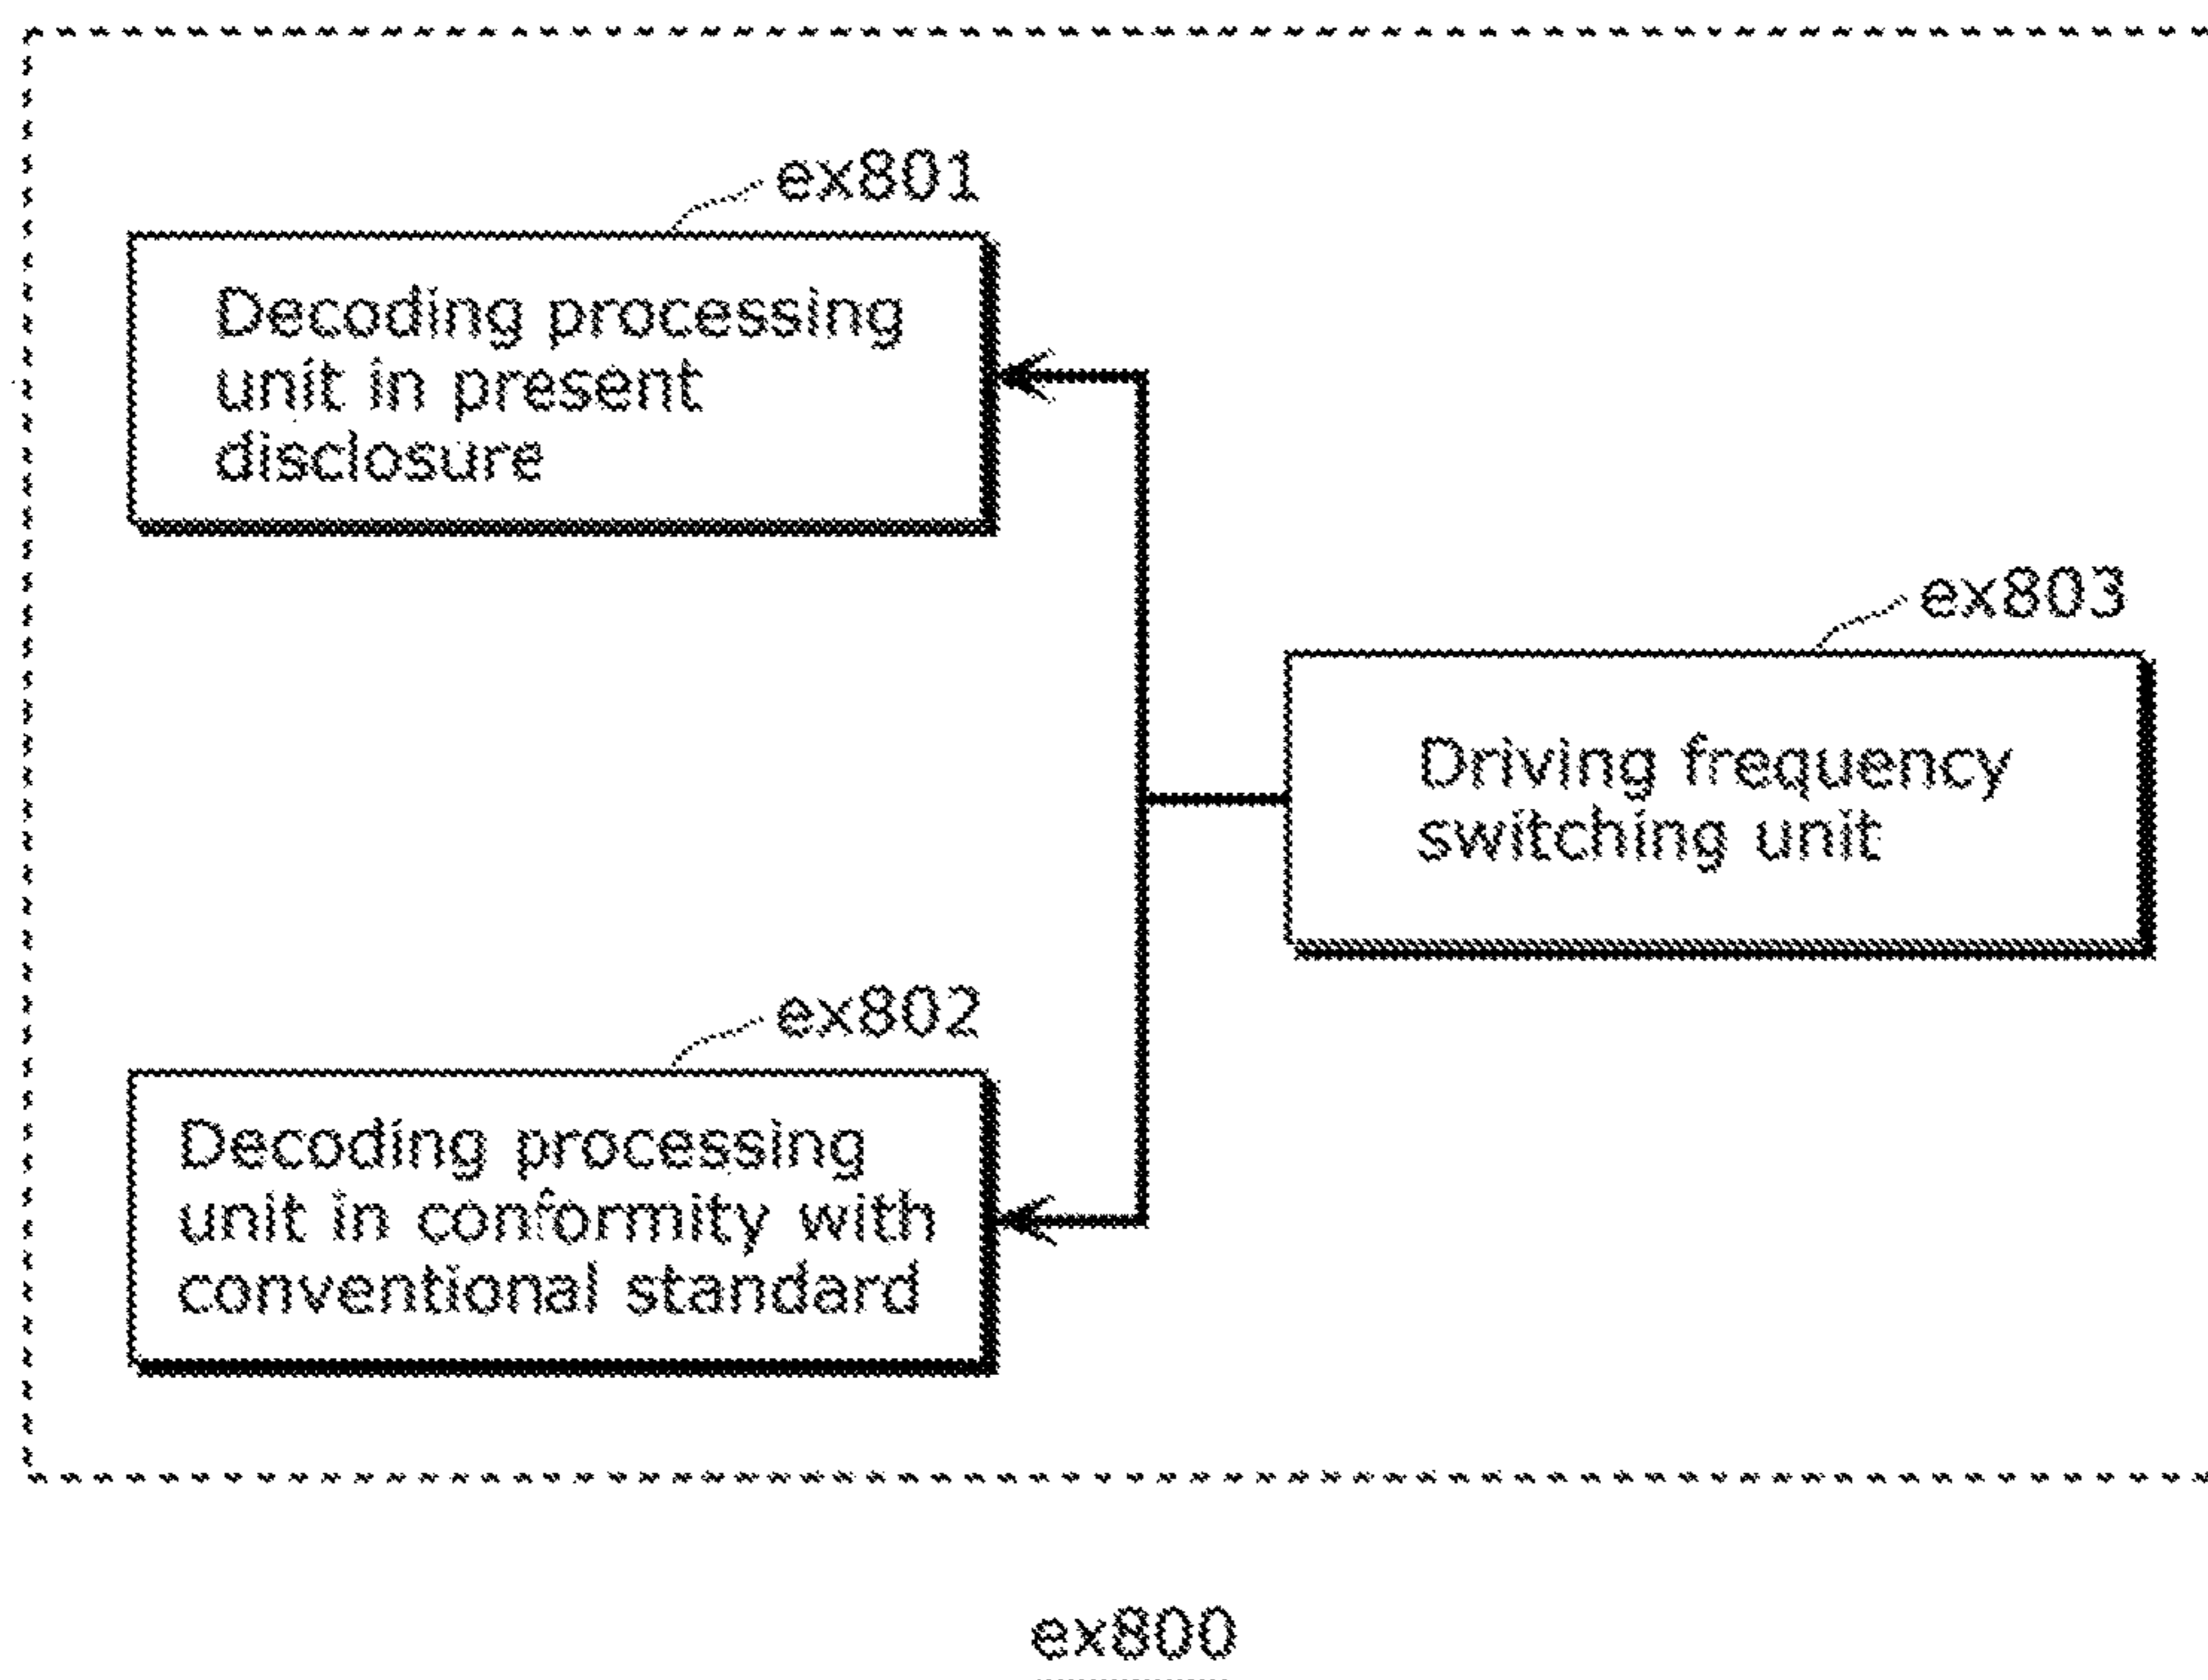 ex801
Decoding processing
unit in present
disclosure
ex803
Driving frequency
switching unit
ex802
Decoding processing
unit in conformity with
conventional standard
ex800